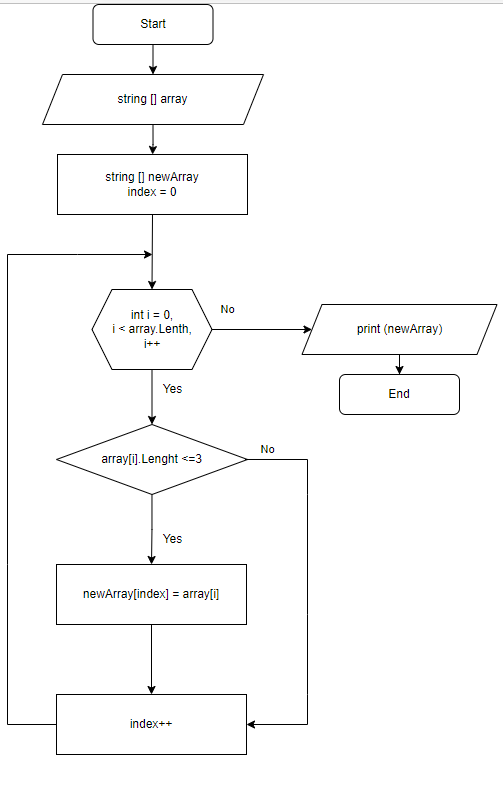 Start
string [] array
string [] newArray
index = 0
int i = 0,
i < array.Lenth,
i++
No
print (newArray)
End
Yes
array[i].Lenght <=3
No
Yes
newArray[index] = array[i]
index++